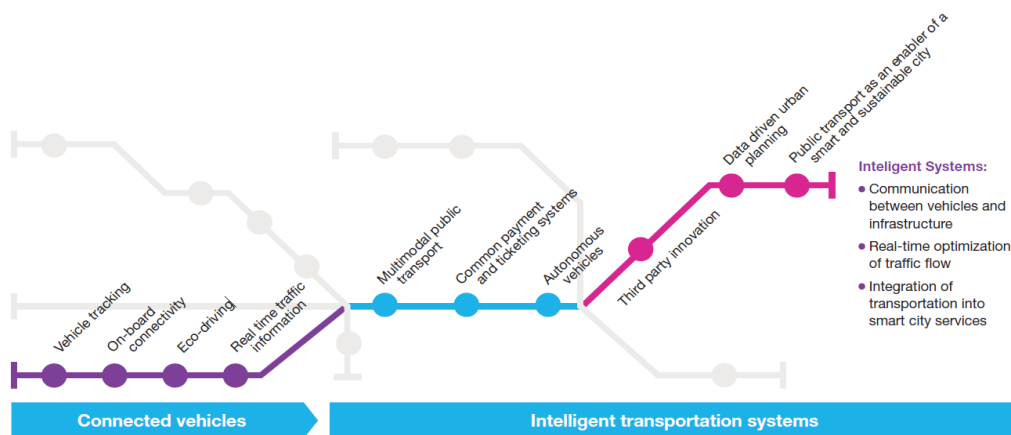 Vehicle tracking
On-board
connectivity
Eco-driving
Real time traffic
information
Multimodal public
transport
Common payment
and ticketing systems
Autonomous
vehicles
Third party innovation
Data driven urban
planning
Public transport as an enabler of a
smart and sustainable city
Inteligent Systems:
• Communication
between vehicles and
infrastructure
• Real-time optimization
of traffic flow
• Integration of
transportation into
smart city services
Connected vehicles
Intelligent transportation systems